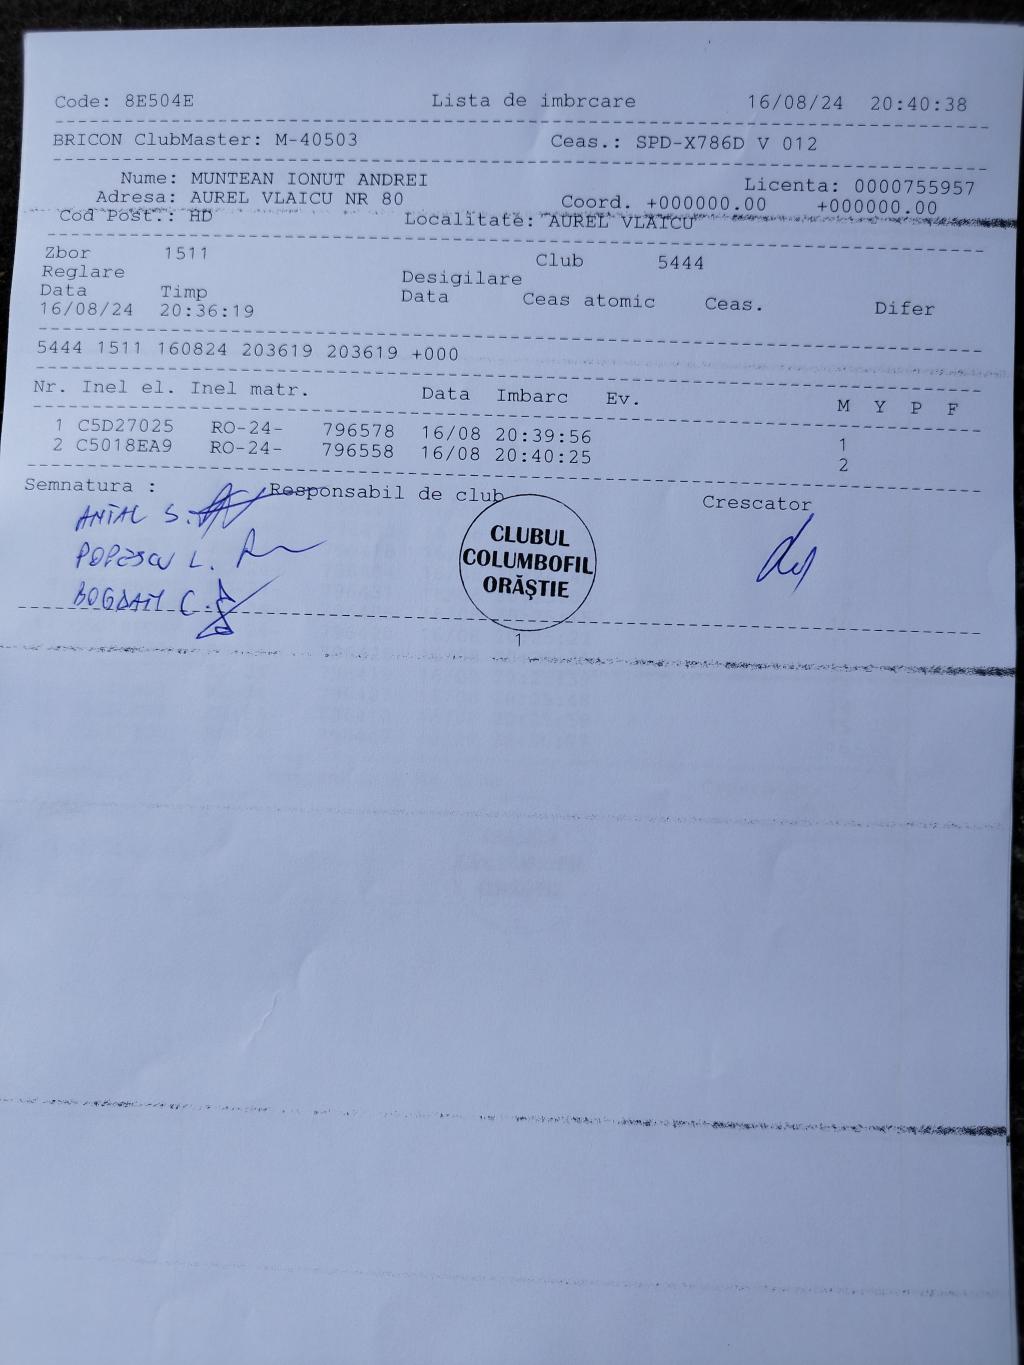 Code: 8E504E Lista de imbrcare 16/08/24 20:40:38
BRICON ClubMaster: M-40503 Ceas.: SPD-X786D V 012
Nume: MUNTEAN IONUT ANDREI Licenta: 0000755957
Adresa: AUREL VLAICU NR 80 Coord. +000000.00 +000000.00
Cod Post.: HD Localitate: AUREL VLAICU
Zbor 1511 Club 5444
Reglare Desigilare
Data Timp Data Ceas atomic Ceas. Difer
16/08/24 20:36:19
5444 1511 160824 203619 203619 +000
Nr. Inel el. Inel matr. Data Imbarc Ev. M Y P F
1 C5D27025 RO-24- 796578 16/08 20:39:56 1
2 C5018EA9 RO-24- 796558 16/08 20:40:25 2
Semnatura : Responsabil de club Crescator
ANTAL S.
POPESCU L.
BOGDAN C.
CLUBUL
COLUMBOFIL
ORĂŞTIE
1